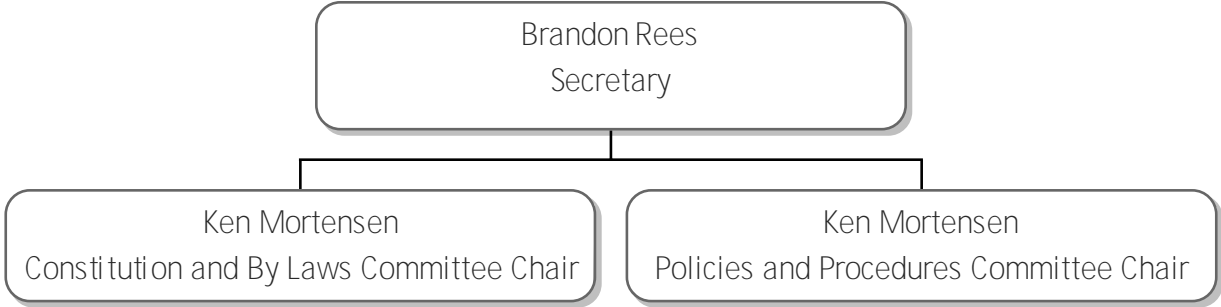 Brandon Rees
Secretary
Ken Mortensen
Constitution and By Laws Committee Chair
Ken Mortensen
Policies and Procedures Committee Chair